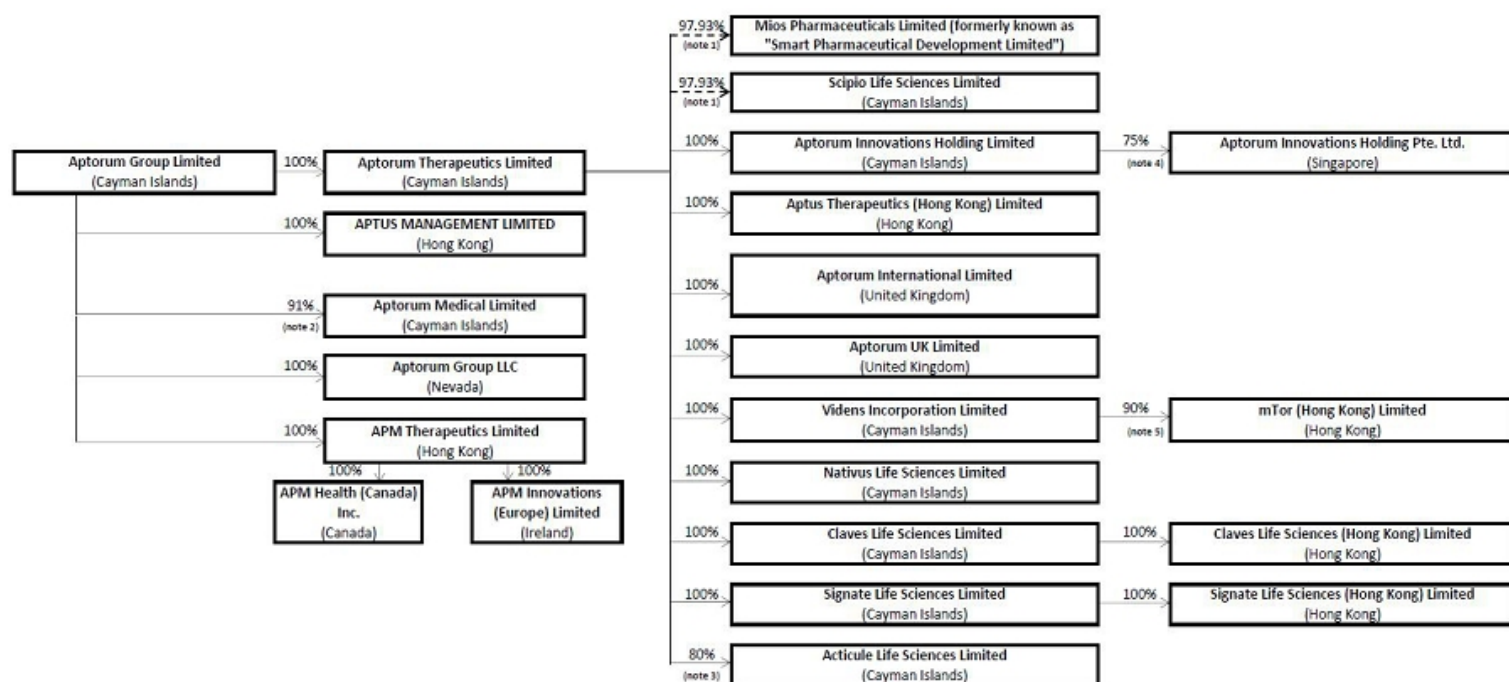 97.93%
(note 1)
Mios Pharmaceuticals Limited (formerly known as
"Smart Pharmaceutical Development Limited")
97.93%
(note 1)
Scipio Life Sciences Limited
(Cayman Islands)
Aptorum Group Limited
(Cayman Islands)
100%
Aptorum Therapeutics Limited
(Cayman Islands)
100%
Aptorum Innovations Holding Limited
(Cayman Islands)
75%
(note 4)
Aptorum Innovations Holding Pte. Ltd.
(Singapore)
100%
APTUS MANAGEMENT LIMITED
(Hong Kong)
100%
Aptus Therapeutics (Hong Kong) Limited
(Hong Kong)
91%
(note 2)
Aptorum Medical Limited
(Cayman Islands)
100%
Aptorum International Limited
(United Kingdom)
100%
Aptorum Group LLC
(Nevada)
100%
Aptorum UK Limited
(United Kingdom)
100%
APM Therapeutics Limited
(Hong Kong)
100%
Videns Incorporation Limited
(Cayman Islands)
90%
(note 5)
mTor (Hong Kong) Limited
(Hong Kong)
100%
APM Health (Canada)
Inc.
(Canada)
100%
APM Innovations
(Europe) Limited
(Ireland)
100%
Nativus Life Sciences Limited
(Cayman Islands)
100%
Claves Life Sciences Limited
(Cayman Islands)
100%
Claves Life Sciences (Hong Kong) Limited
(Hong Kong)
100%
Signate Life Sciences Limited
(Cayman Islands)
100%
Signate Life Sciences (Hong Kong) Limited
(Hong Kong)
80%
(note 3)
Acticule Life Sciences Limited
(Cayman Islands)